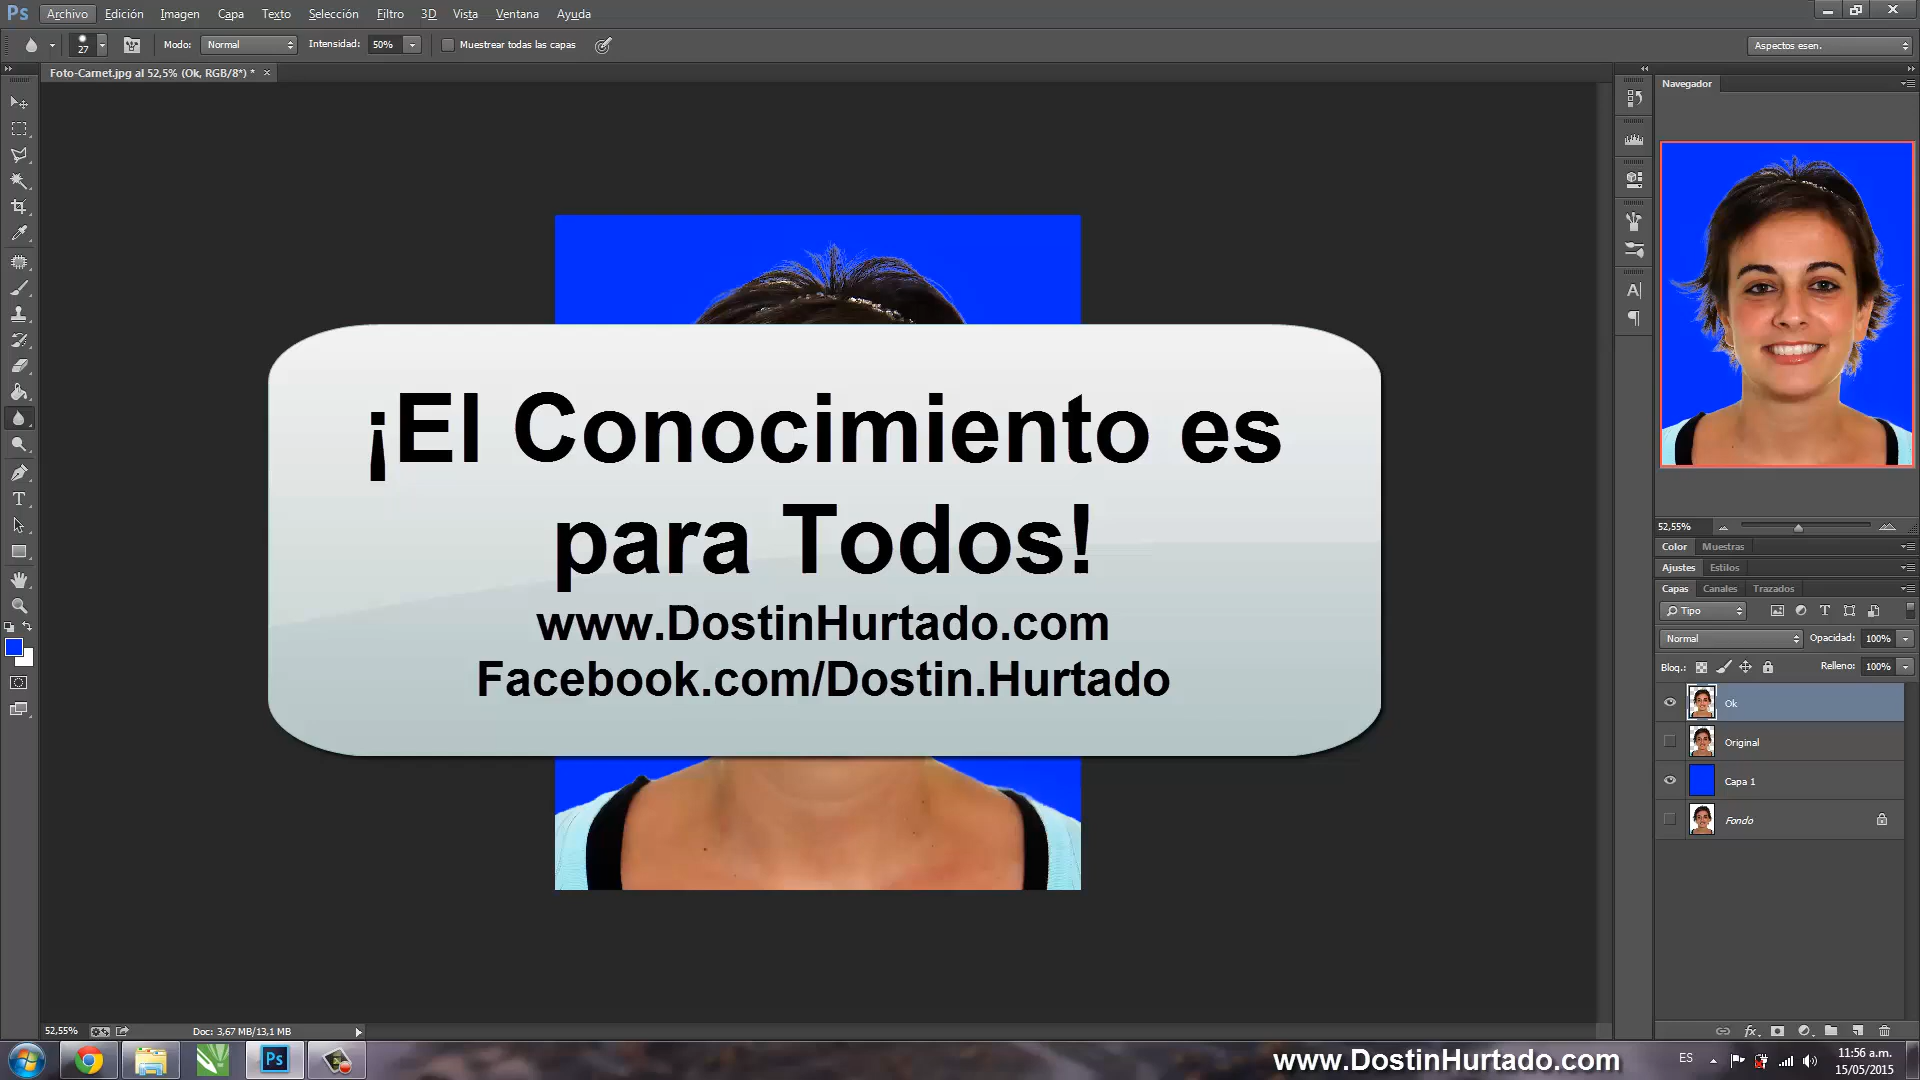 Ps Archivo Edición Imagen Capa Texto Selección Filtro 3D Vista Ventana Ayuda
27 Modo: Normal Intensidad: 50% Muestrear todas las capas Aspectos esen.
Foto-Carnet.jpg al 52,5% (Ok, RGB/8*) * ×
Navegador
¡El Conocimiento es
para Todos!
www.DostinHurtado.com
Facebook.com/Dostin.Hurtado
52,55%
Color Muestras
Ajustes Estilos
Capas Canales Trazados
Tipo
Normal Opacidad: 100%
Bloq.: Relleno: 100%
Ok
Original
Capa 1
Fondo
52,55% Doc: 3,67 MB/13,1 MB
Ps www.DostinHurtado.com ES 11:56 a.m.
15/05/2015